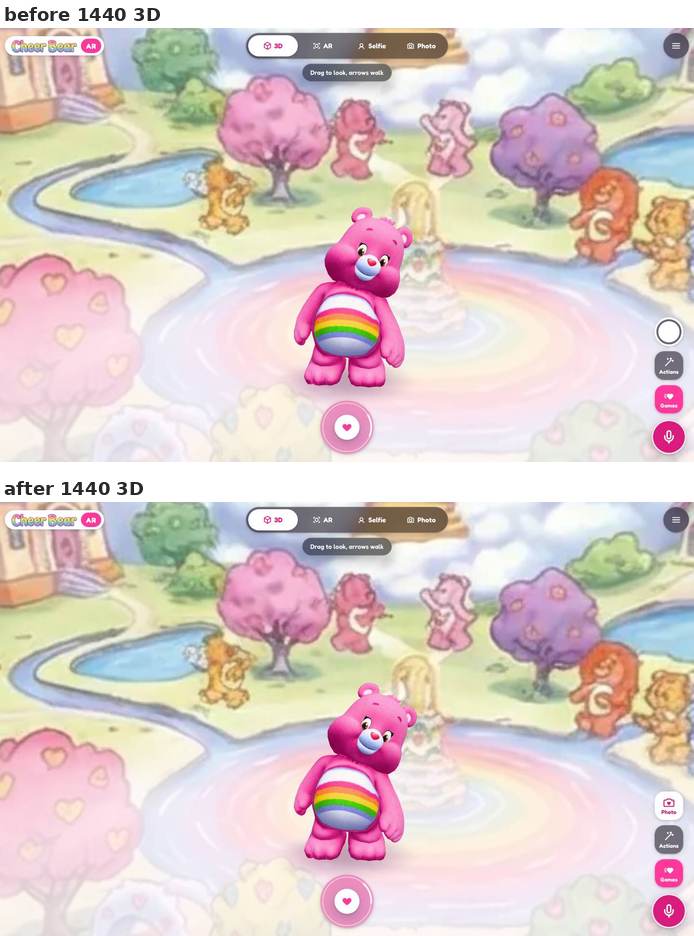 before 1440 3D
Cheer Bear AR
3D AR Selfie Photo
Drag to look, arrows walk
Actions
Games
after 1440 3D
Cheer Bear AR
3D AR Selfie Photo
Drag to look, arrows walk
Photo
Actions
Games